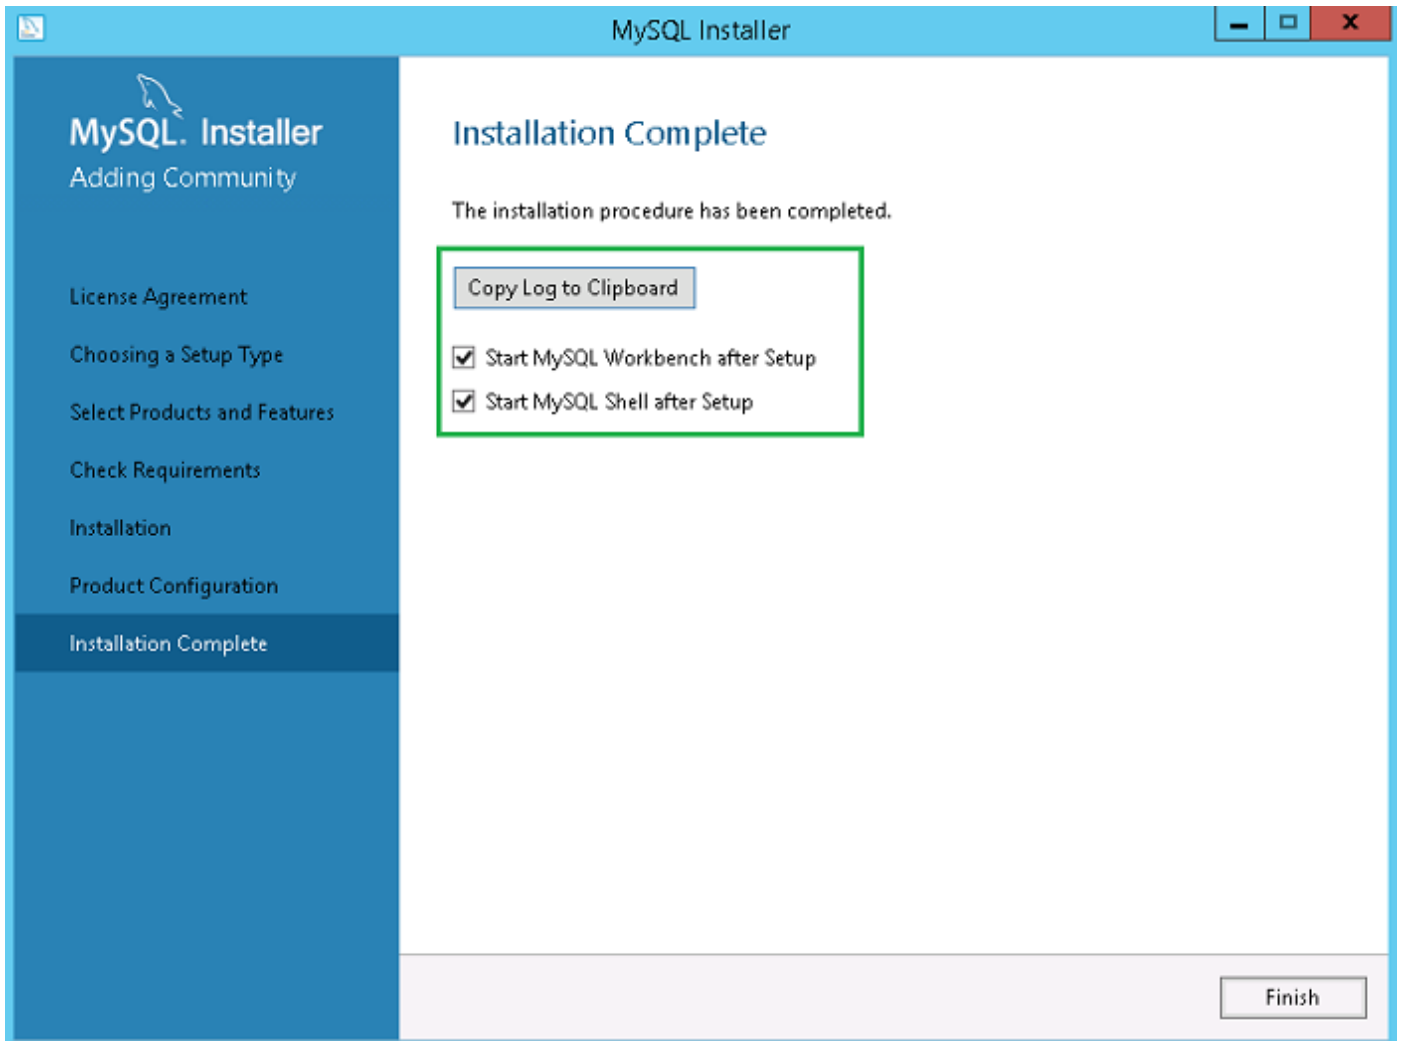 MySQL Installer
MySQL. Installer
Adding Community
License Agreement
Choosing a Setup Type
Select Products and Features
Check Requirements
Installation
Product Configuration
Installation Complete
Installation Complete
The installation procedure has been completed.
Copy Log to Clipboard
Start MySQL Workbench after Setup
Start MySQL Shell after Setup
Finish